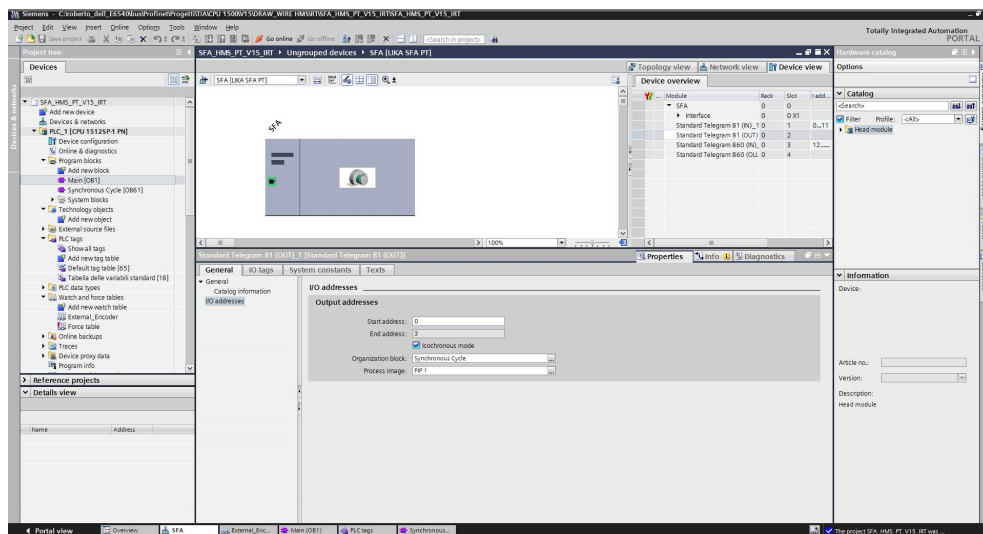 Siemens - C:\roberto_dell_E6540\bus\Profinet\Progetti\TIA\CPU 1500\V15\DRAW_WIRE HMS\RTI\SFA_HMS_PT_V15_IRT\SFA_HMS_PT_V15_IRT
Project Edit View Insert Online Options Tools Window Help
Totally Integrated Automation
PORTAL
Save project
Go online
Go offline
<Search in project>
Project tree
SFA_HMS_PT_V15_IRT
Ungrouped devices
SFA [LIKA SFA PT]
Hardware catalog
Devices
Topology view
Network view
Device view
Options
SFA [LIKA SFA PT]
Device overview
SFA_HMS_PT_V15_IRT
Add new device
Devices & networks
PLC_1 [CPU 1512SP-1 PN]
Device configuration
Online & diagnostics
Program blocks
Add new block
Main [OB1]
Synchronous Cycle [OB61]
System blocks
Technology objects
Add new object
External source files
PLC tags
Show all tags
Add new tag table
Default tag table [65]
Tabella delle variabili standard [18]
PLC data types
Watch and force tables
Add new watch table
External_Encoder
Force table
Online backups
Traces
Device proxy data
Program info
Reference projects
Details view
Name Address
Devices & networks
SFA
100%
... Module Rack Slot I add...
SFA 0 0
Interface 0 0 X1
Standard Telegram 81 (IN)_1 0 1 0...11
Standard Telegram 81 (OUT) 0 2
Standard Telegram 860 (IN)_ 0 3 12......
Standard Telegram 860 (OU.. 0 4
Catalog
<Search>
Filter Profile: <All>
Head module
Standard Telegram 81 (OUT)_1 [Standard Telegram 81 (OUT)]
Properties
Info
Diagnostics
General IO tags System constants Texts
General
Catalog information
I/O addresses
I/O addresses
Output addresses
Start address: 0
End address: 3
Isochronous mode
Organization block: Synchronous Cycle
Process image: PIP 1
Information
Device:
Article no.:
Version:
Description:
Head module
Portal view
Overview
SFA
External_Enc...
Main (OB1)
PLC tags
Synchronous...
The project SFA_HMS_PT_V15_IRT was ...